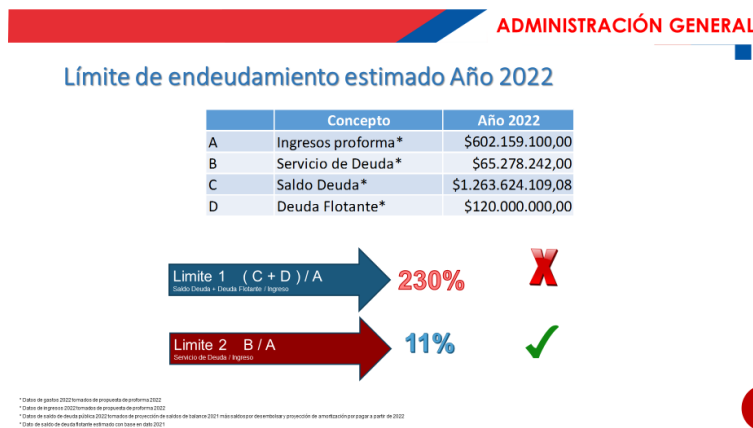 ADMINISTRACIÓN GENERAL
Límite de endeudamiento estimado Año 2022
Concepto Año 2022
A Ingresos proforma* $602.159.100,00
B Servicio de Deuda* $65.278.242,00
C Saldo Deuda* $1.263.624.109,08
D Deuda Flotante* $120.000.000,00
Limite 1 ( C + D ) / A 230%
Saldo Deuda + Deuda Flotante / Ingreso
Limite 2 B / A 11%
Servicio de Deuda / Ingreso
* Datos de gastos 2022 tomados de propuesta de proforma 2022
* Datos de ingresos 2022 tomados de propuesta de proforma 2022
* Datos de saldo de deuda pública 2022 tomados de proyección de saldos de balance 2021 más saldos por desembolsar y proyección de amortización por pagar a partir de 2022
* Dato de saldo de deuda flotante estimado con base en dato 2021